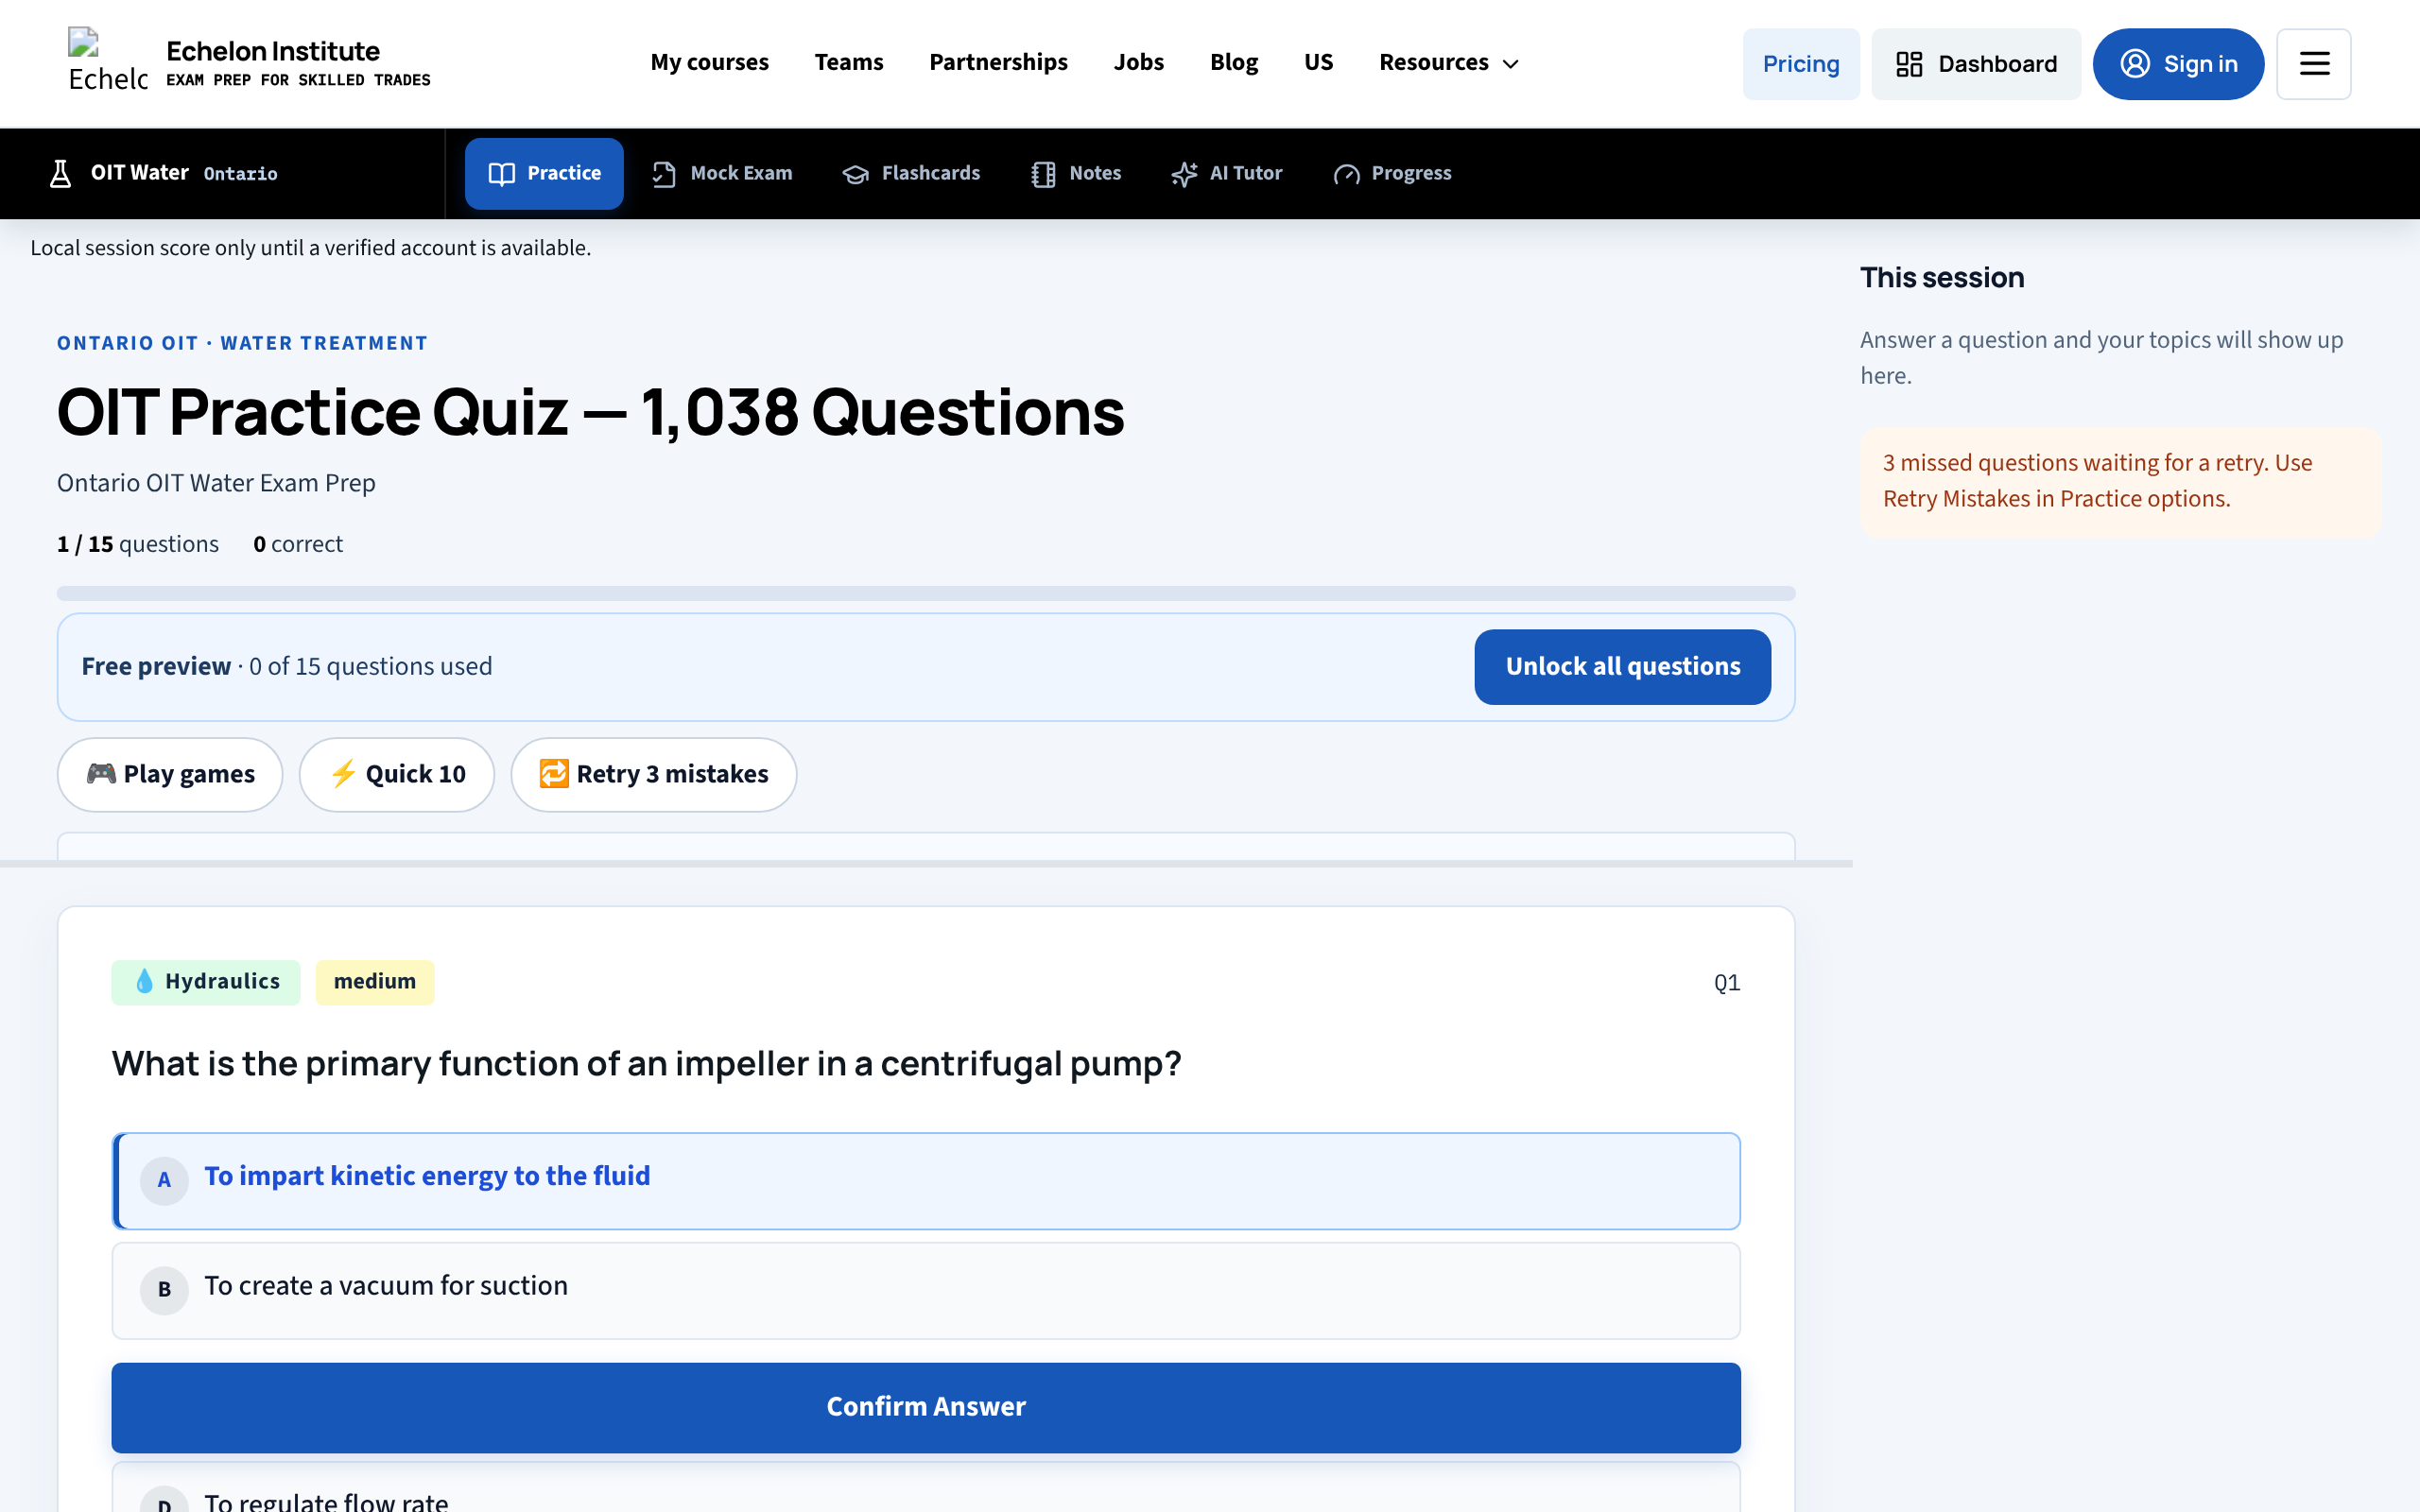 Echelc
Echelon Institute
EXAM PREP FOR SKILLED TRADES
My courses
Teams
Partnerships
Jobs
Blog
US
Resources
Pricing
Dashboard
Sign in
OIT Water Ontario
Practice
Mock Exam
Flashcards
Notes
AI Tutor
Progress
Local session score only until a verified account is available.
ONTARIO OIT · WATER TREATMENT
OIT Practice Quiz — 1,038 Questions
Ontario OIT Water Exam Prep
1 / 15 questions 0 correct
Free preview · 0 of 15 questions used
Unlock all questions
🎮 Play games
⚡ Quick 10
🔁 Retry 3 mistakes
This session
Answer a question and your topics will show up
here.
3 missed questions waiting for a retry. Use
Retry Mistakes in Practice options.
💧 Hydraulics
medium
Q1
What is the primary function of an impeller in a centrifugal pump?
A To impart kinetic energy to the fluid
B To create a vacuum for suction
Confirm Answer
D To regulate flow rate